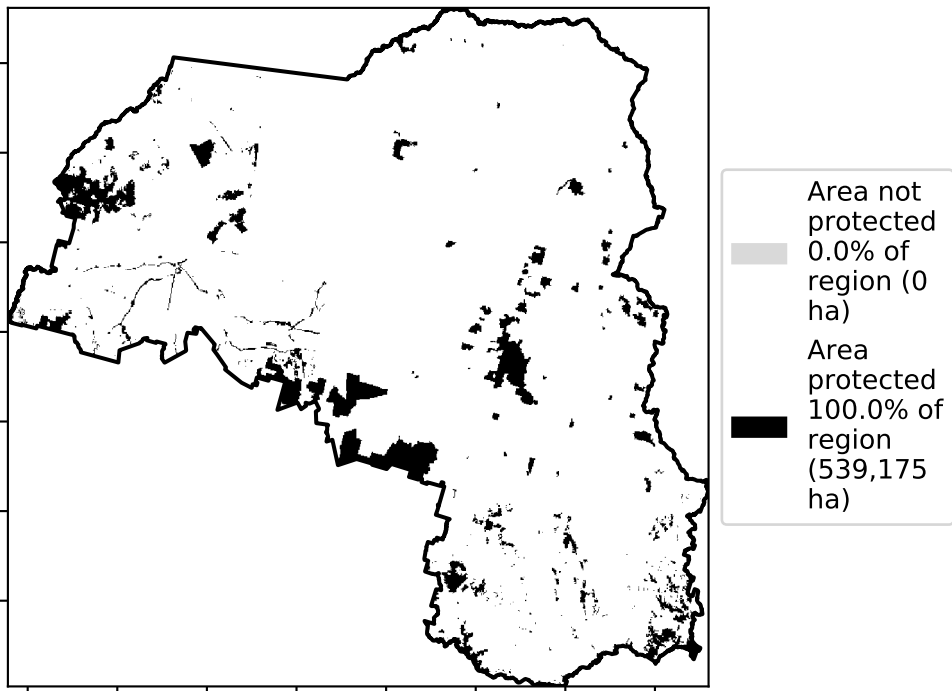 Area not
protected
0.0% of
region (0
ha)
Area
protected
100.0% of
region
(539,175
ha)